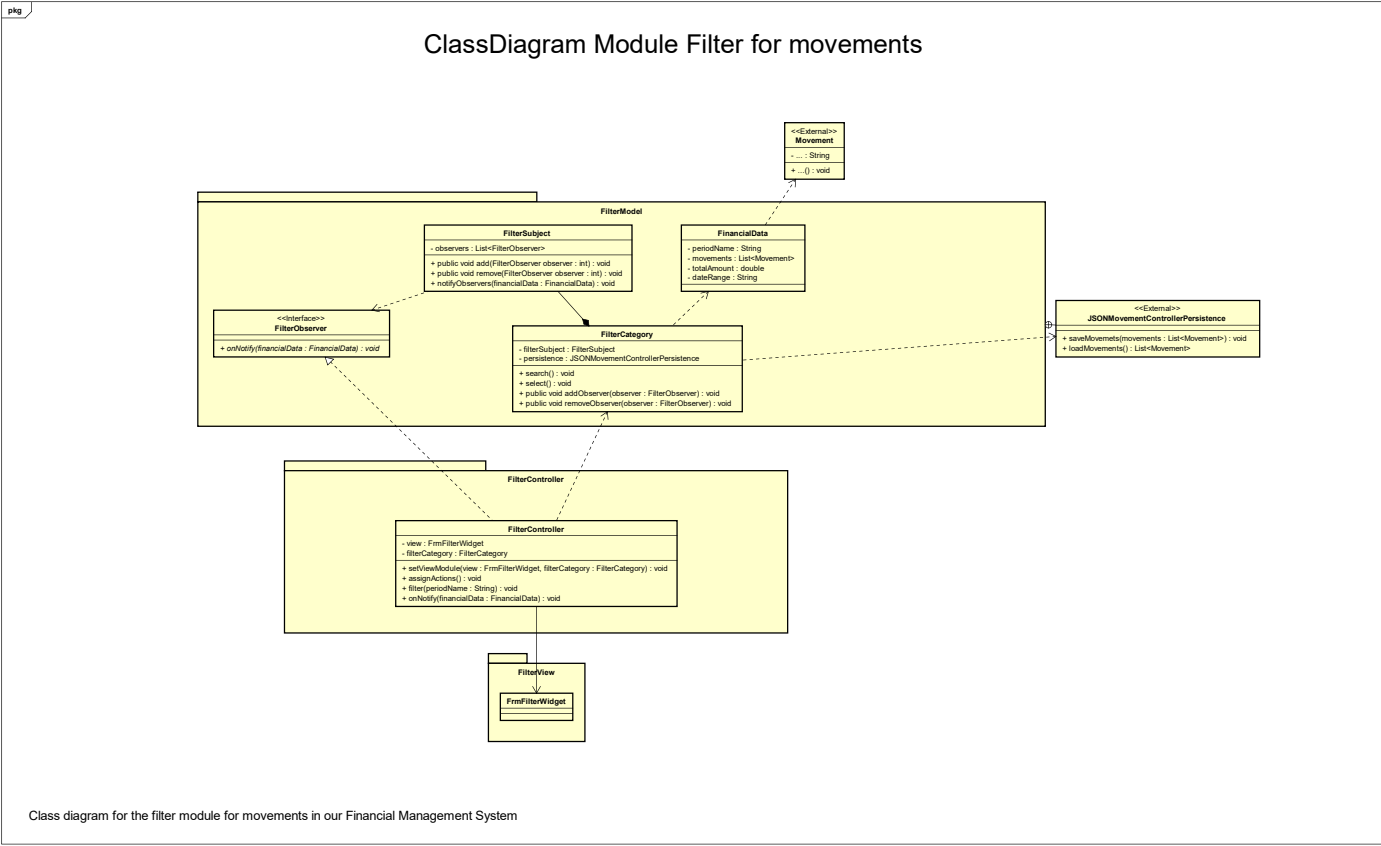 pkg
ClassDiagram Module Filter for movements
<<External>>
Movement
- ... : String
+ ...() : void
FilterModel
FilterSubject
- observers : List<FilterObserver>
+ public void add(FilterObserver observer : int) : void
+ public void remove(FilterObserver observer : int) : void
+ notifyObservers(financialData : FinancialData) : void
FinancialData
- periodName : String
- movements : List<Movement>
- totalAmount : double
- dateRange : String
<<Interface>>
FilterObserver
+ onNotify(financialData : FinancialData) : void
FilterCategory
- filterSubject : FilterSubject
- persistence : JSONMovementControllerPersistence
+ search() : void
+ select() : void
+ public void addObserver(observer : FilterObserver) : void
+ public void removeObserver(observer : FilterObserver) : void
<<External>>
JSONMovementControllerPersistence
+ saveMovemets(movements : List<Movement>) : void
+ loadMovements() : List<Movement>
FilterController
FilterController
- view : FrmFilterWidget
- filterCategory : FilterCategory
+ setViewModule(view : FrmFilterWidget, filterCategory : FilterCategory) : void
+ assignActions() : void
+ filter(periodName : String) : void
+ onNotify(financialData : FinancialData) : void
FilterView
FrmFilterWidget
Class diagram for the filter module for movements in our Financial Management System